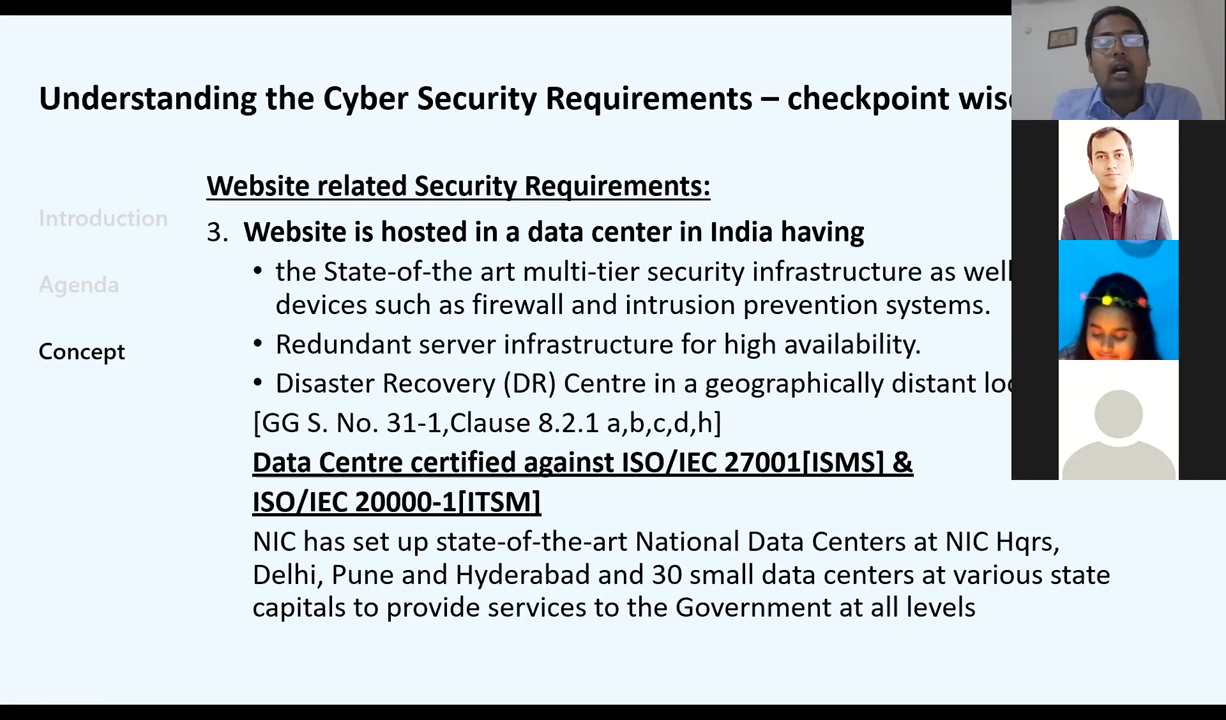 Understanding the Cyber Security Requirements – checkpoint
Website related Security Requirements:
Introduction
3. Website is hosted in a data center in India having
• the State-of-the art multi-tier security infrastructure as well
Agenda
devices such as firewall and intrusion prevention systems.
• Redundant server infrastructure for high availability.
Concept
• Disaster Recovery (DR) Centre in a geographically distant
[GG S. No. 31-1,Clause 8.2.1 a,b,c,d,h]
Data Centre certified against ISO/IEC 27001[ISMS] &
ISO/IEC 20000-1[ITSM]
NIC has set up state-of-the-art National Data Centers at NIC Hqrs,
Delhi, Pune and Hyderabad and 30 small data centers at various state
capitals to provide services to the Government at all levels